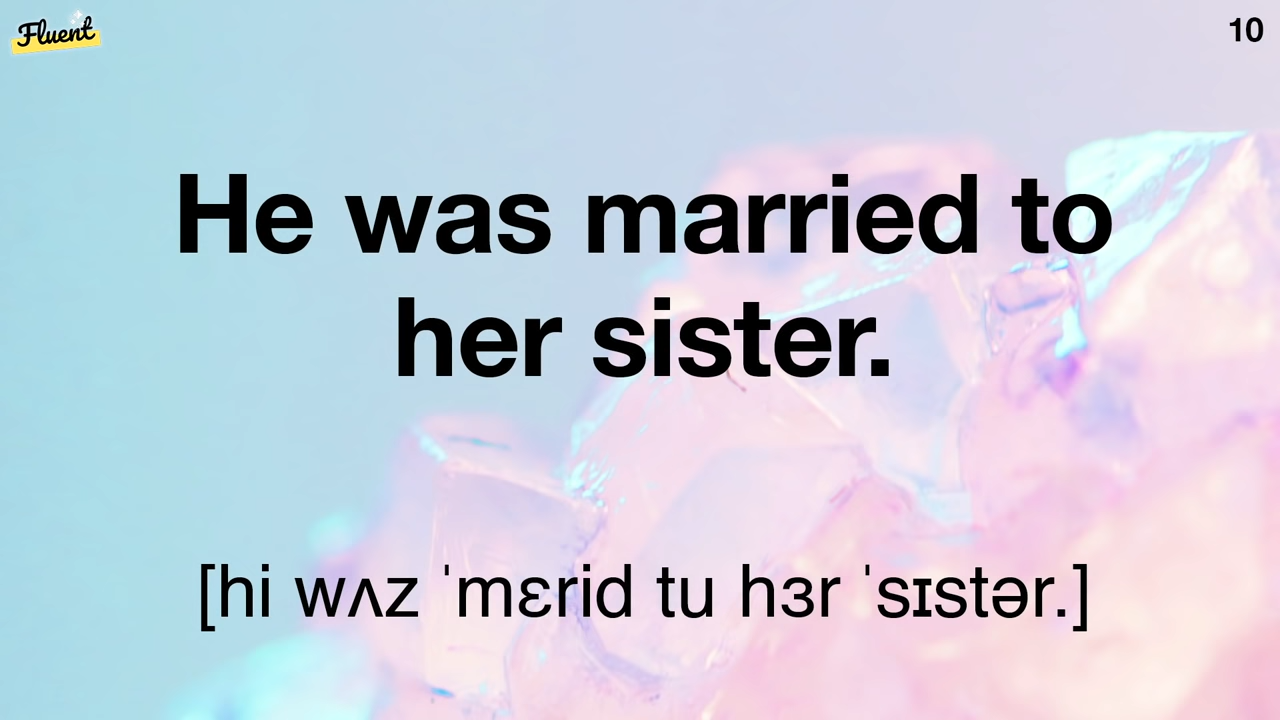 Fluent
10
He was married to
her sister.
[hi wʌz ˈmɛrid tu hɜr ˈsɪstər.]